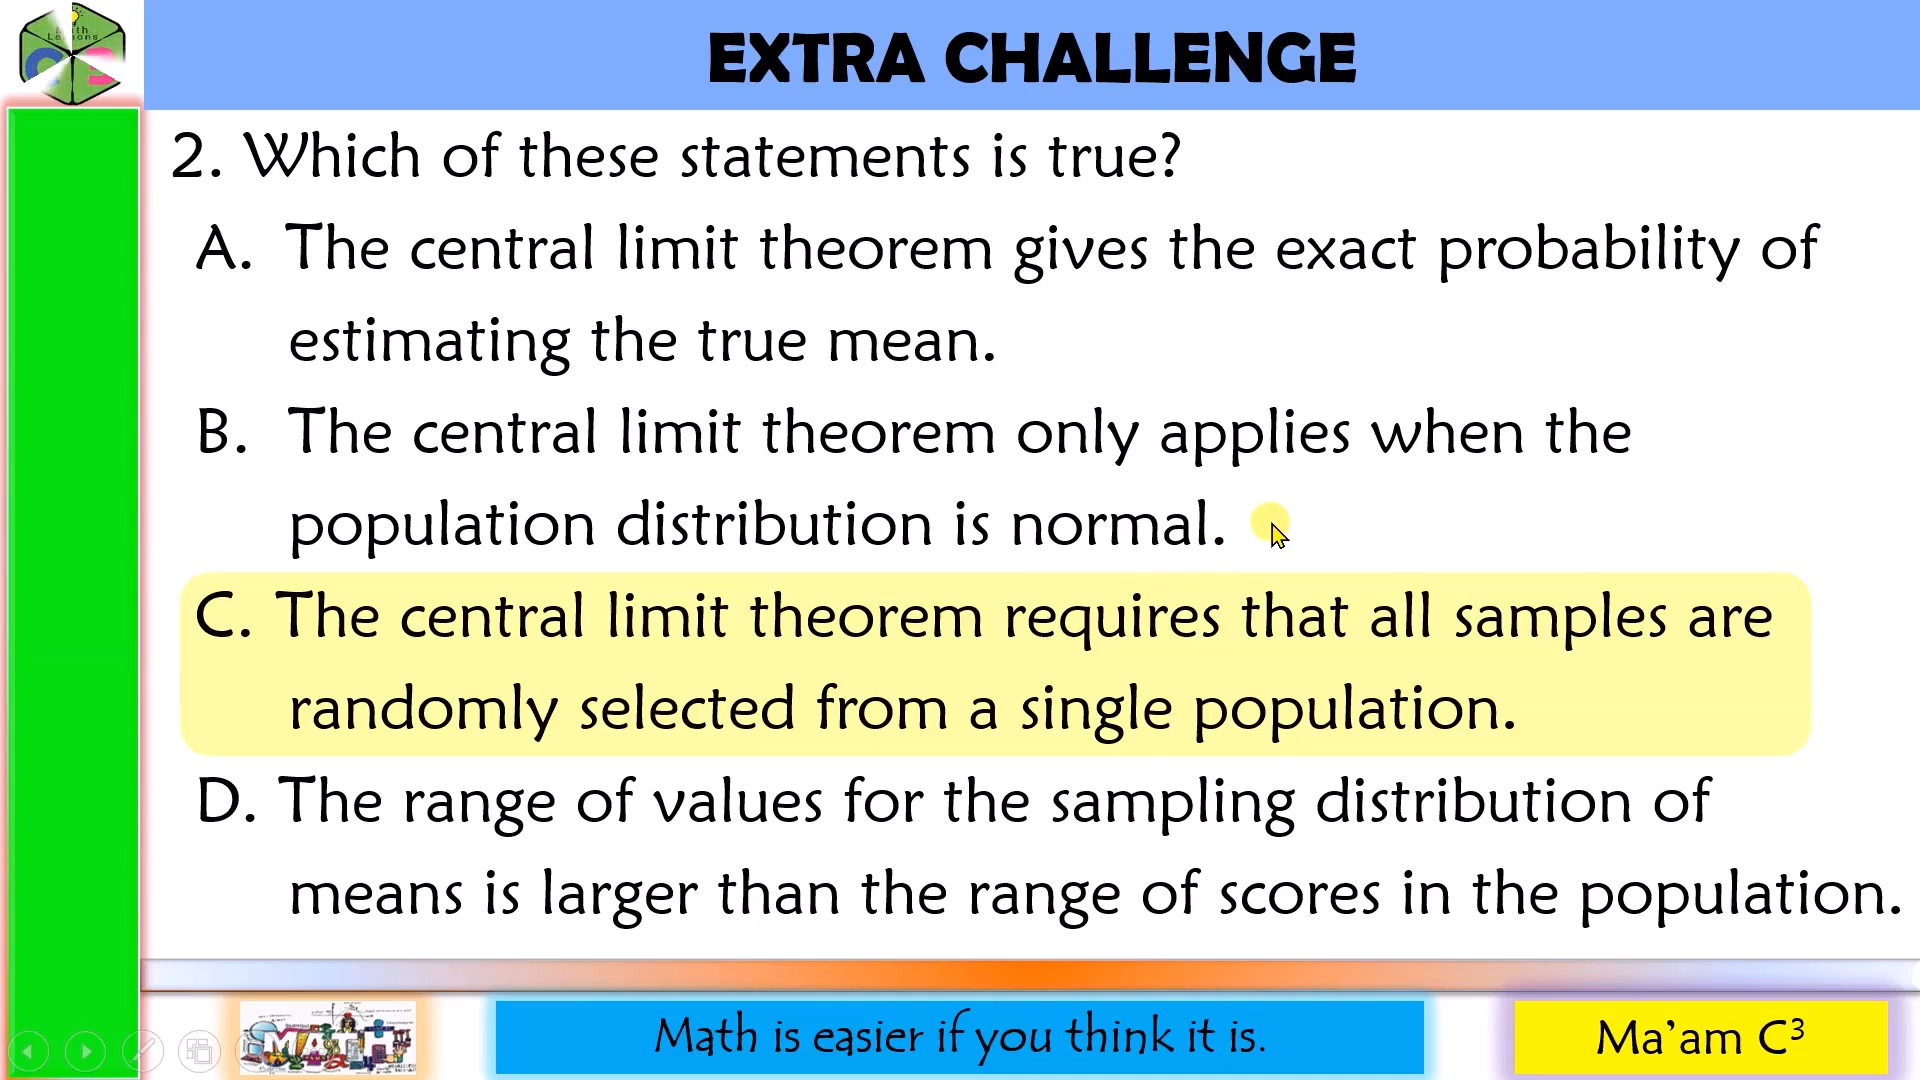 Math
Lessons
EXTRA CHALLENGE
2. Which of these statements is true?
A. The central limit theorem gives the exact probability of
estimating the true mean.
B. The central limit theorem only applies when the
population distribution is normal.
C. The central limit theorem requires that all samples are
randomly selected from a single population.
D. The range of values for the sampling distribution of
means is larger than the range of scores in the population.
MATH
Math is easier if you think it is.
Ma'am C³